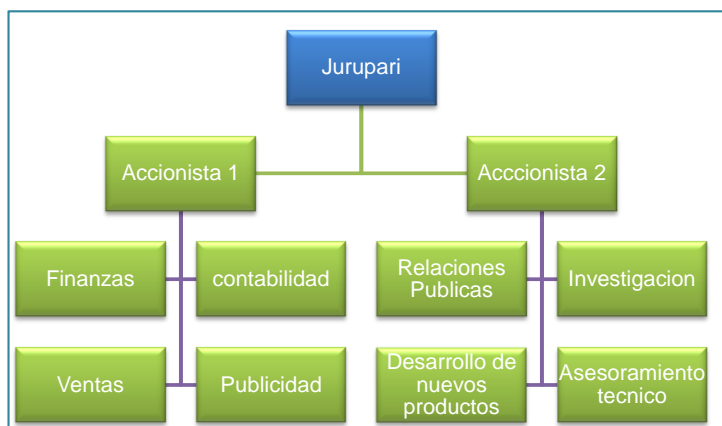 Jurupari
Accionista 1
Acccionista 2
Finanzas
contabilidad
Relaciones
Publicas
Investigacion
Ventas
Publicidad
Desarrollo de
nuevos
productos
Asesoramiento
tecnico